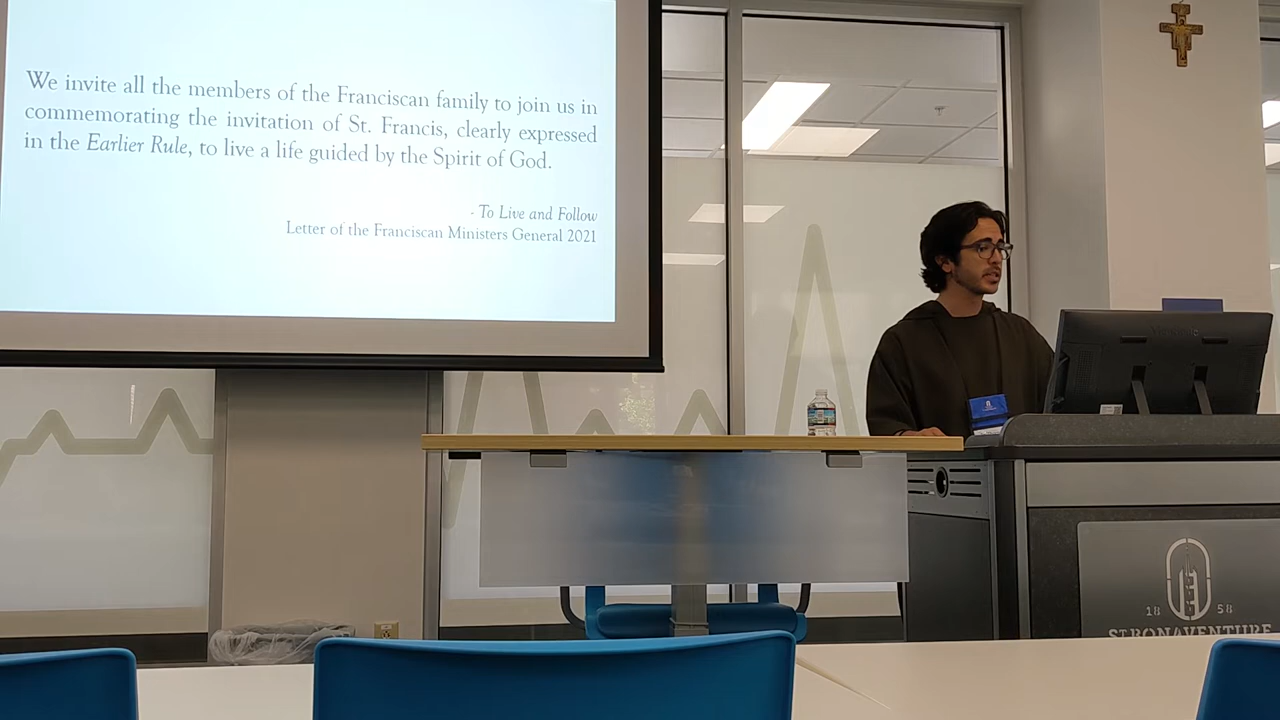 We invite all the members of the Franciscan family to join us in
commemorating the invitation of St. Francis, clearly expressed
in the Earlier Rule, to live a life guided by the Spirit of God.
- To Live and Follow
Letter of the Franciscan Ministers General 2021
ViewSonic
18 58
ST. BONAVENTURE